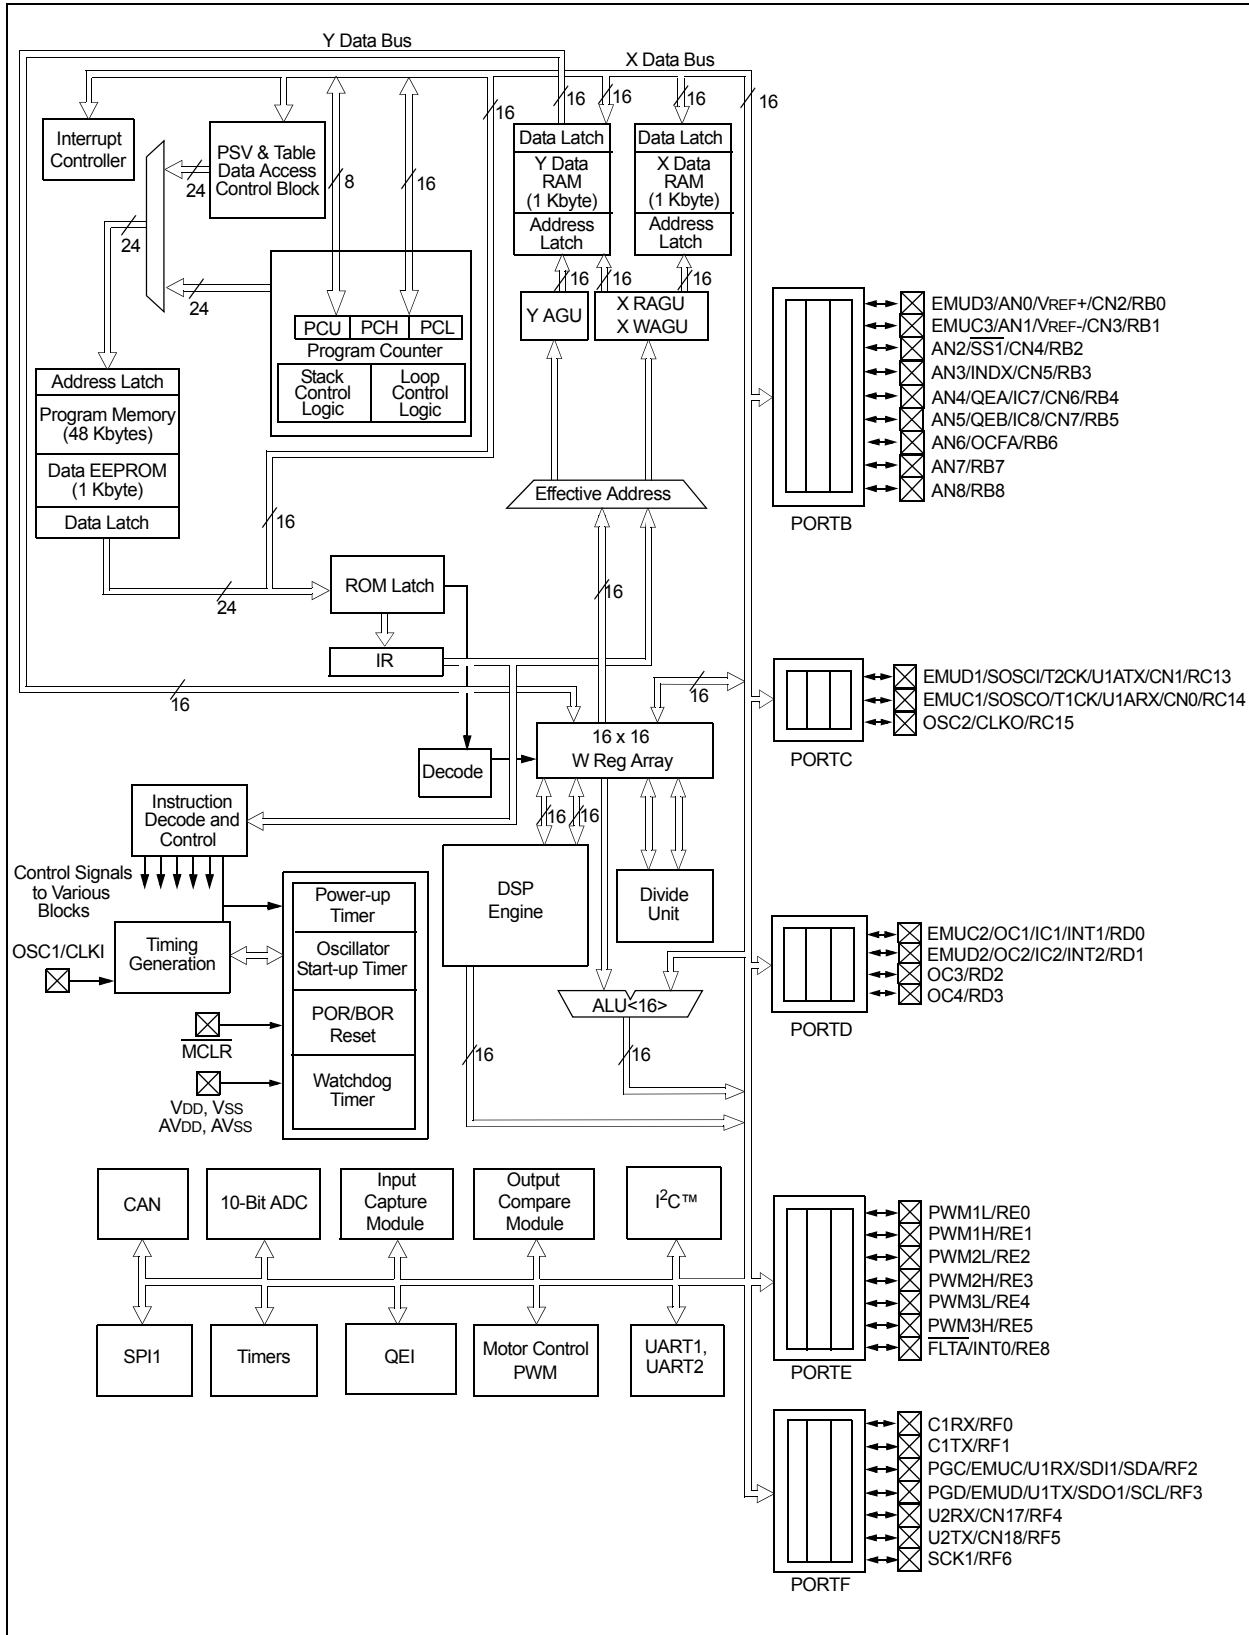 Y Data Bus
X Data Bus
16
16
16
16
16
Interrupt
Controller
PSV & Table
Data Access
Control Block
24
24
24
8
16
Data Latch
Y Data
RAM
(1 Kbyte)
Address
Latch
Data Latch
X Data
RAM
(1 Kbyte)
Address
Latch
16
16
16
Y AGU
X RAGU
X WAGU
PCU
PCH
PCL
Program Counter
Stack
Control
Logic
Loop
Control
Logic
Address Latch
Program Memory
(48 Kbytes)
Data EEPROM
(1 Kbyte)
Data Latch
Effective Address
16
24
ROM Latch
IR
16
16
16
16 x 16
W Reg Array
Decode
16
16
Instruction
Decode and
Control
Control Signals
to Various
Blocks
OSC1/CLKI
Timing
Generation
Power-up
Timer
Oscillator
Start-up Timer
POR/BOR
Reset
Watchdog
Timer
MCLR
VDD, VSS
AVDD, AVSS
DSP
Engine
Divide
Unit
ALU<16>
16
16
CAN
10-Bit ADC
Input
Capture
Module
Output
Compare
Module
I²C™
SPI1
Timers
QEI
Motor Control
PWM
UART1,
UART2
EMUD3/AN0/VREF+/CN2/RB0
EMUC3/AN1/VREF-/CN3/RB1
AN2/SS1/CN4/RB2
AN3/INDX/CN5/RB3
AN4/QEA/IC7/CN6/RB4
AN5/QEB/IC8/CN7/RB5
AN6/OCFA/RB6
AN7/RB7
AN8/RB8
PORTB
EMUD1/SOSCI/T2CK/U1ATX/CN1/RC13
EMUC1/SOSCO/T1CK/U1ARX/CN0/RC14
OSC2/CLKO/RC15
PORTC
EMUC2/OC1/IC1/INT1/RD0
EMUD2/OC2/IC2/INT2/RD1
OC3/RD2
OC4/RD3
PORTD
PWM1L/RE0
PWM1H/RE1
PWM2L/RE2
PWM2H/RE3
PWM3L/RE4
PWM3H/RE5
FLTA/INT0/RE8
PORTE
C1RX/RF0
C1TX/RF1
PGC/EMUC/U1RX/SDI1/SDA/RF2
PGD/EMUD/U1TX/SDO1/SCL/RF3
U2RX/CN17/RF4
U2TX/CN18/RF5
SCK1/RF6
PORTF